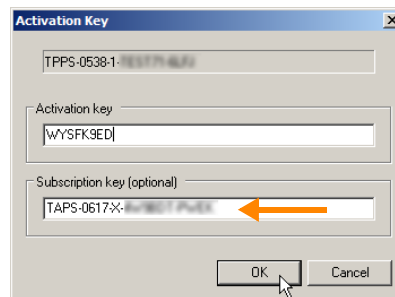 Activation Key
TPPS-0538-1-
Activation key
WYSFK9ED
Subscription key (optional)
TAPS-0617-X-
OK
Cancel